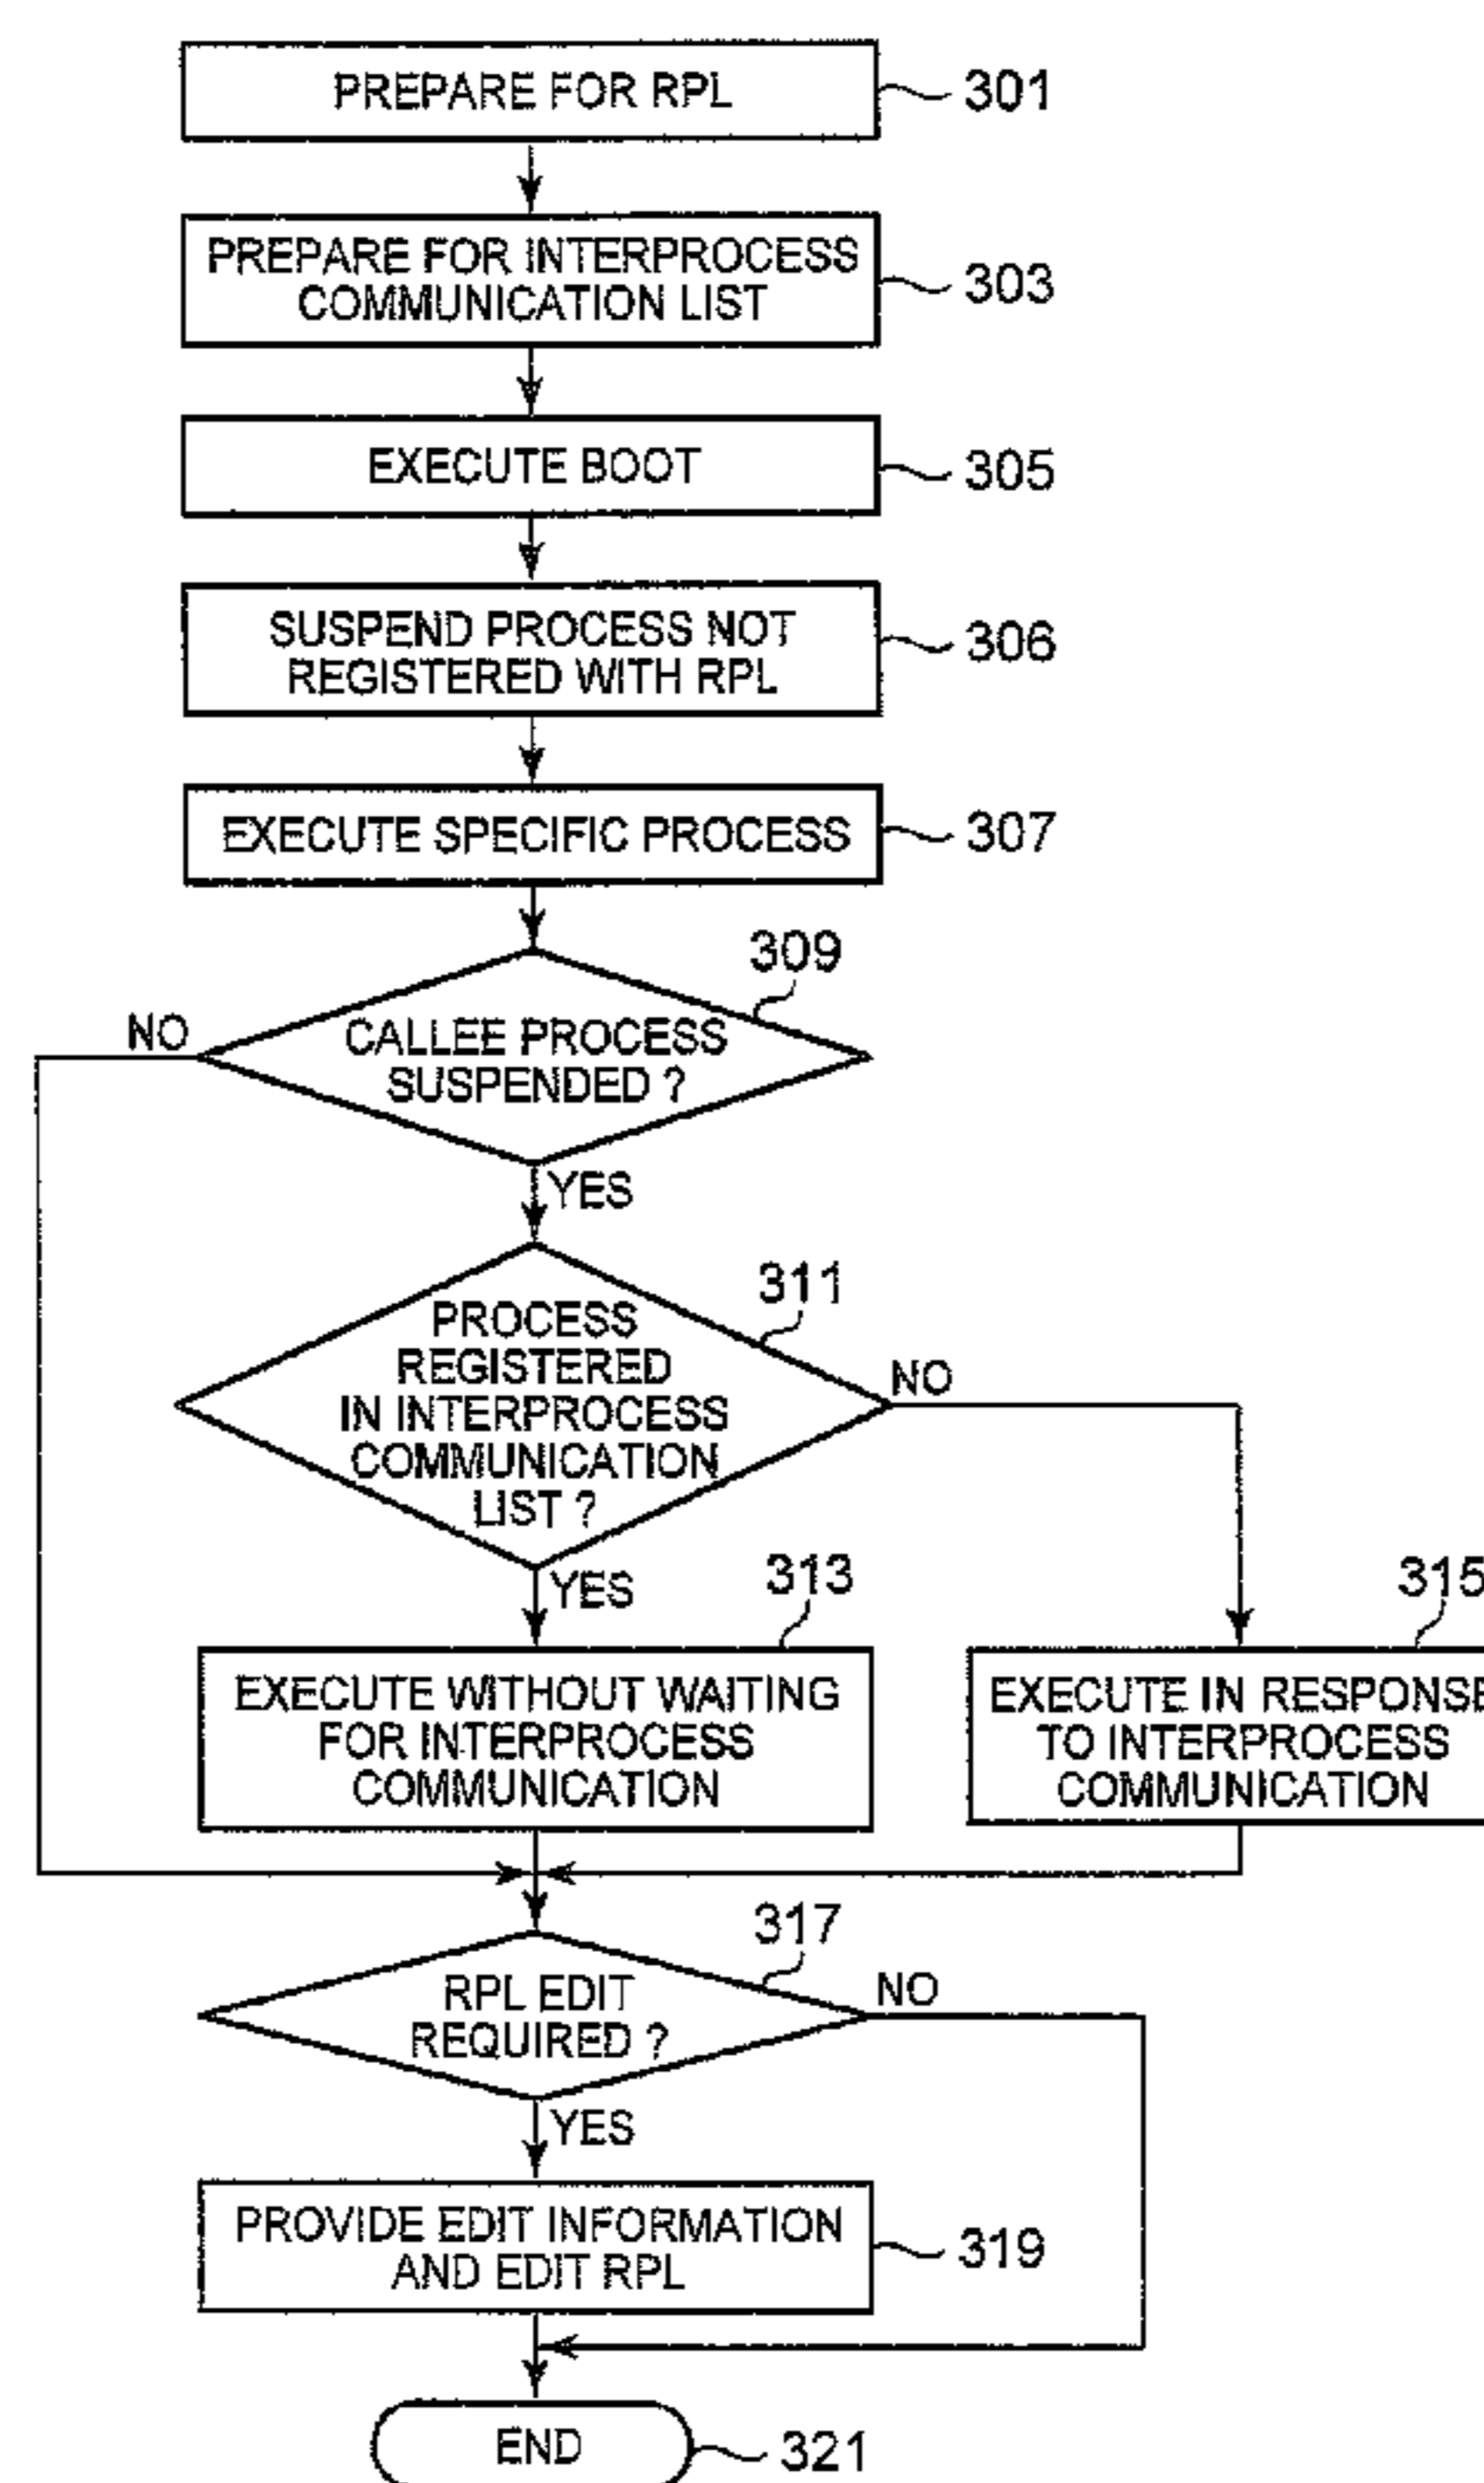 PREPARE FOR RPL
301
PREPARE FOR INTERPROCESS
COMMUNICATION LIST
303
EXECUTE BOOT
305
SUSPEND PROCESS NOT
REGISTERED WITH RPL
306
EXECUTE SPECIFIC PROCESS
307
309
CALLEE PROCESS
SUSPENDED ?
NO
YES
311
PROCESS
REGISTERED
IN INTERPROCESS
COMMUNICATION
LIST ?
NO
YES
313
EXECUTE WITHOUT WAITING
FOR INTERPROCESS
COMMUNICATION
315
EXECUTE IN RESPONSE
TO INTERPROCESS
COMMUNICATION
317
RPL EDIT
REQUIRED ?
NO
YES
PROVIDE EDIT INFORMATION
AND EDIT RPL
319
END
321